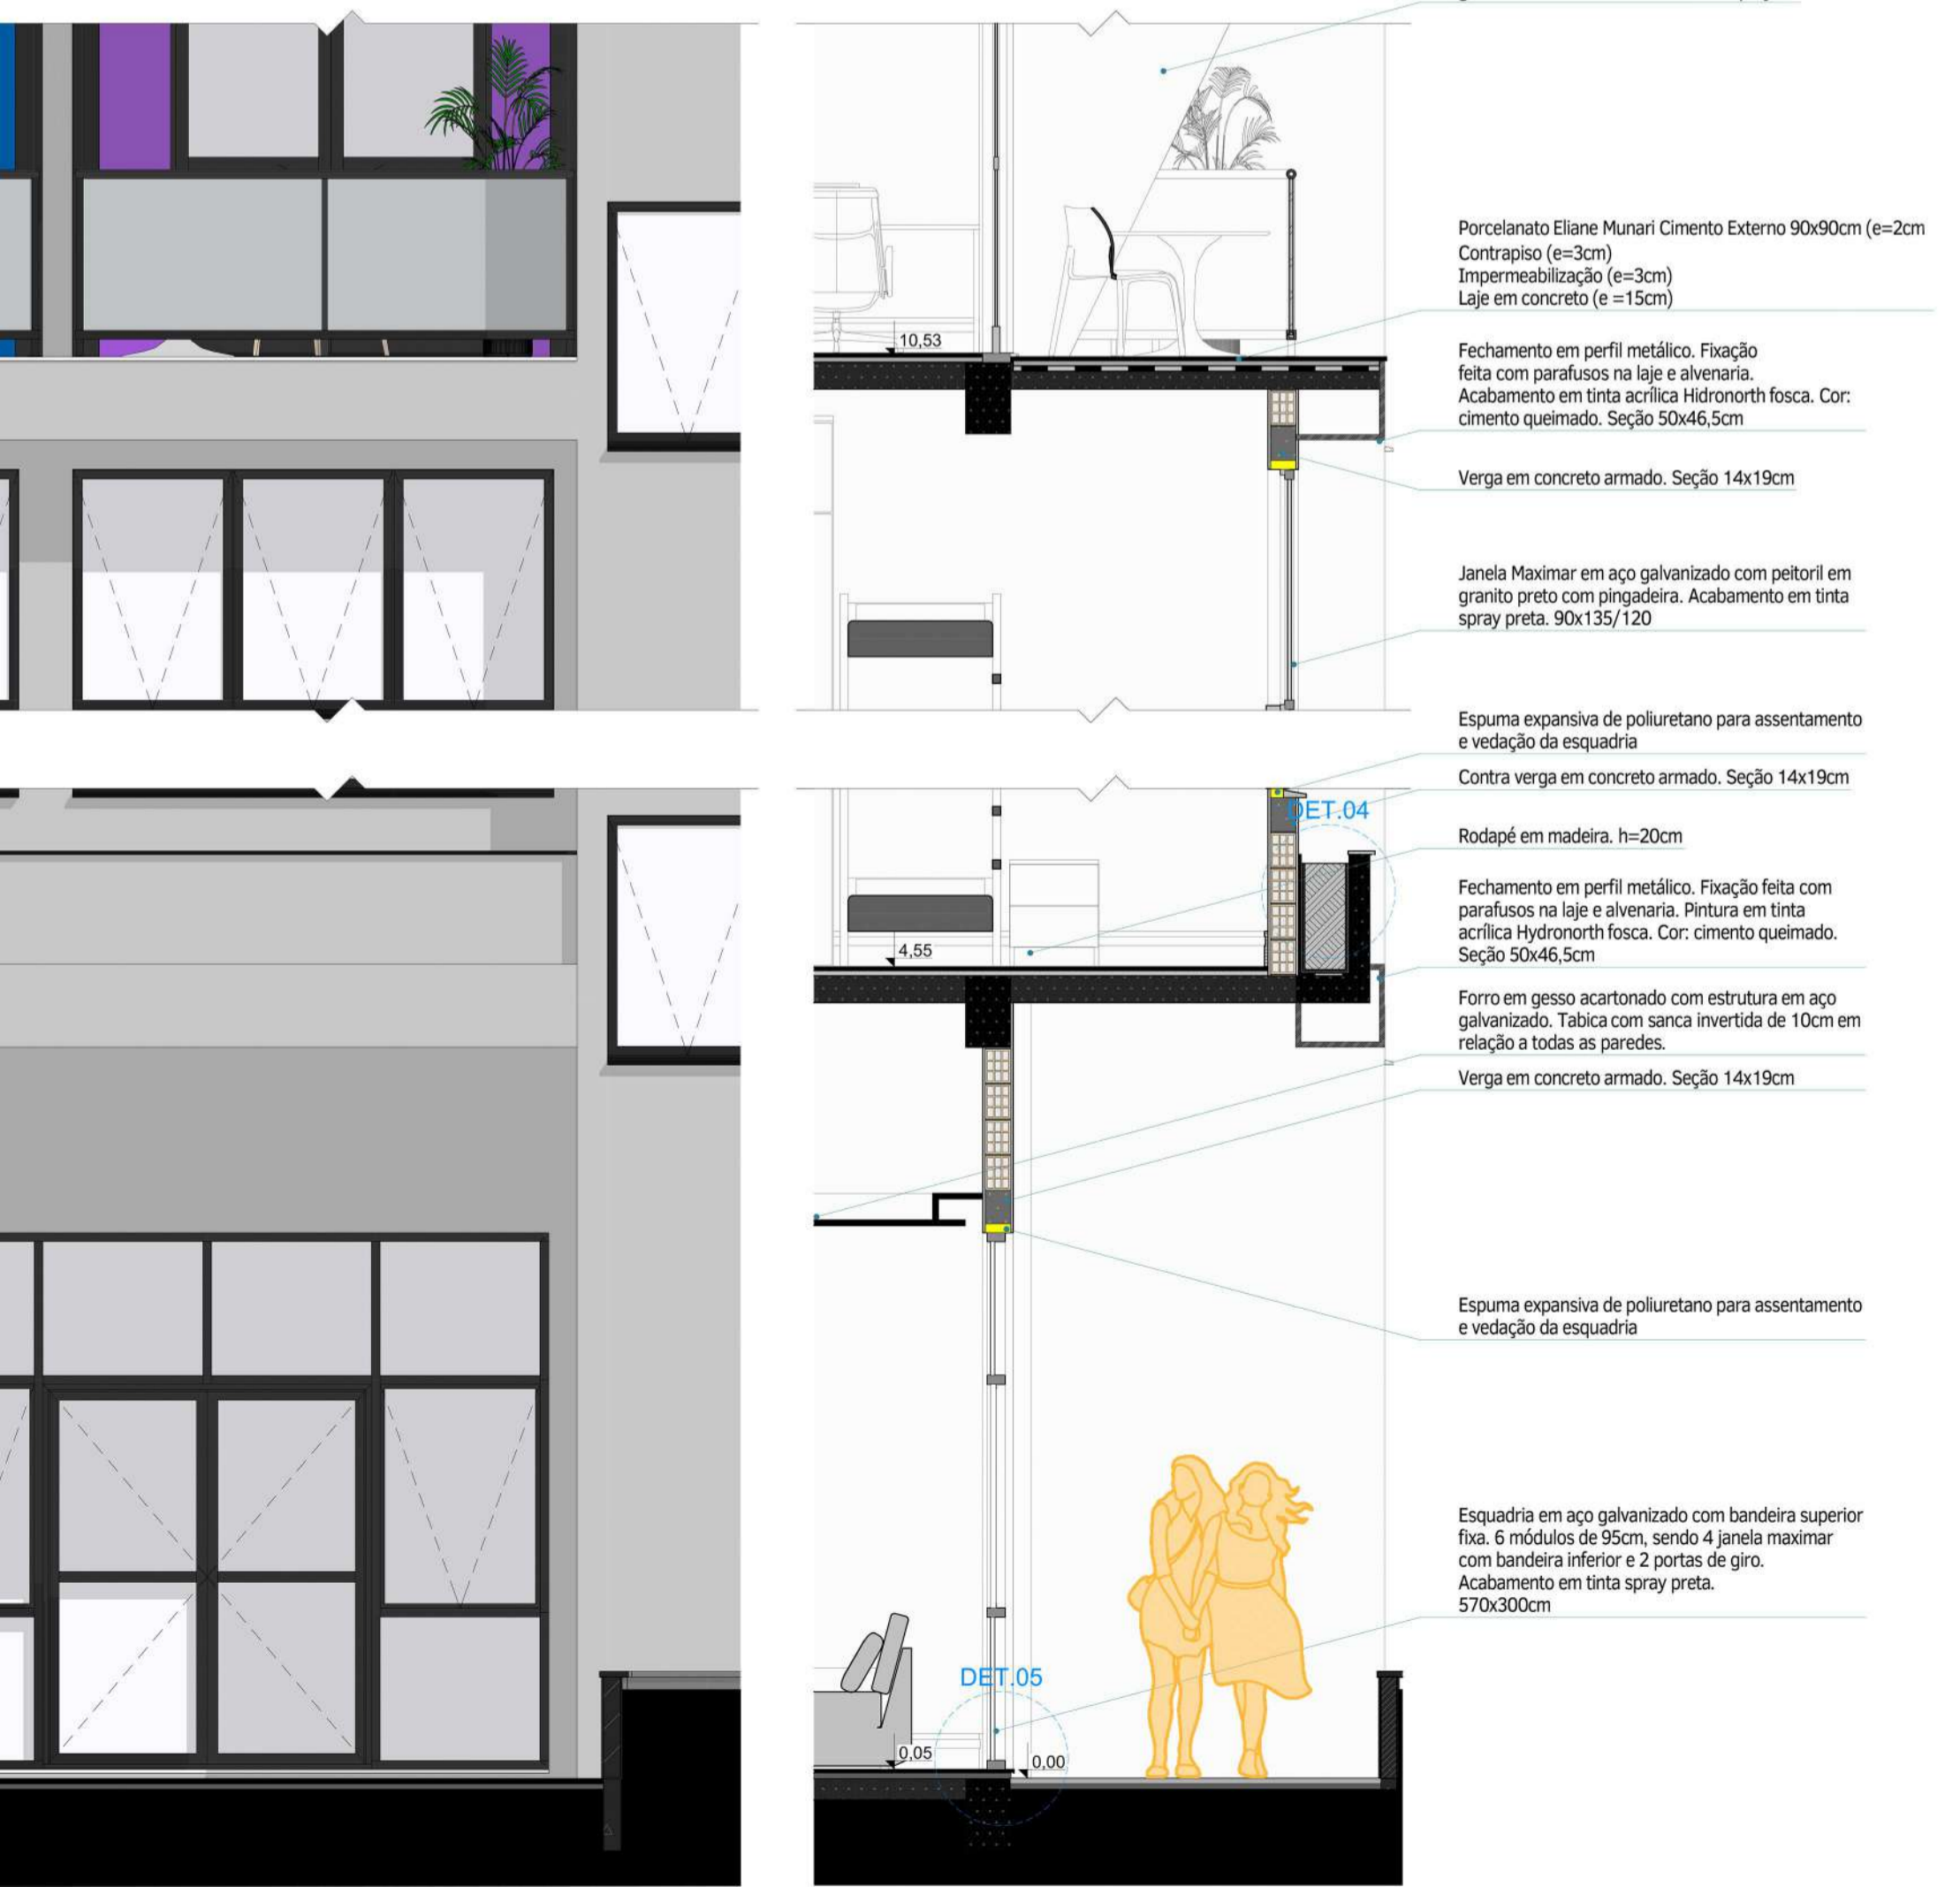 Porcelanato Eliane Munari Cimento Externo 90x90cm (e=2cm
Contrapiso (e=3cm)
Impermeabilização (e=3cm)
Laje em concreto (e =15cm)
10,53
Fechamento em perfil metálico. Fixação
feita com parafusos na laje e alvenaria.
Acabamento em tinta acrílica Hidronorth fosca. Cor:
cimento queimado. Seção 50x46,5cm
Verga em concreto armado. Seção 14x19cm
Janela Maximar em aço galvanizado com peitoril em
granito preto com pingadeira. Acabamento em tinta
spray preta. 90x135/120
Espuma expansiva de poliuretano para assentamento
e vedação da esquadria
Contra verga em concreto armado. Seção 14x19cm
DET.04
Rodapé em madeira. h=20cm
Fechamento em perfil metálico. Fixação feita com
parafusos na laje e alvenaria. Pintura em tinta
acrílica Hydronorth fosca. Cor: cimento queimado.
Seção 50x46,5cm
4,55
Forro em gesso acartonado com estrutura em aço
galvanizado. Tabica com sanca invertida de 10cm em
relação a todas as paredes.
Verga em concreto armado. Seção 14x19cm
Espuma expansiva de poliuretano para assentamento
e vedação da esquadria
Esquadria em aço galvanizado com bandeira superior
fixa. 6 módulos de 95cm, sendo 4 janela maximar
com bandeira inferior e 2 portas de giro.
Acabamento em tinta spray preta.
570x300cm
DET.05
0,05
0,00